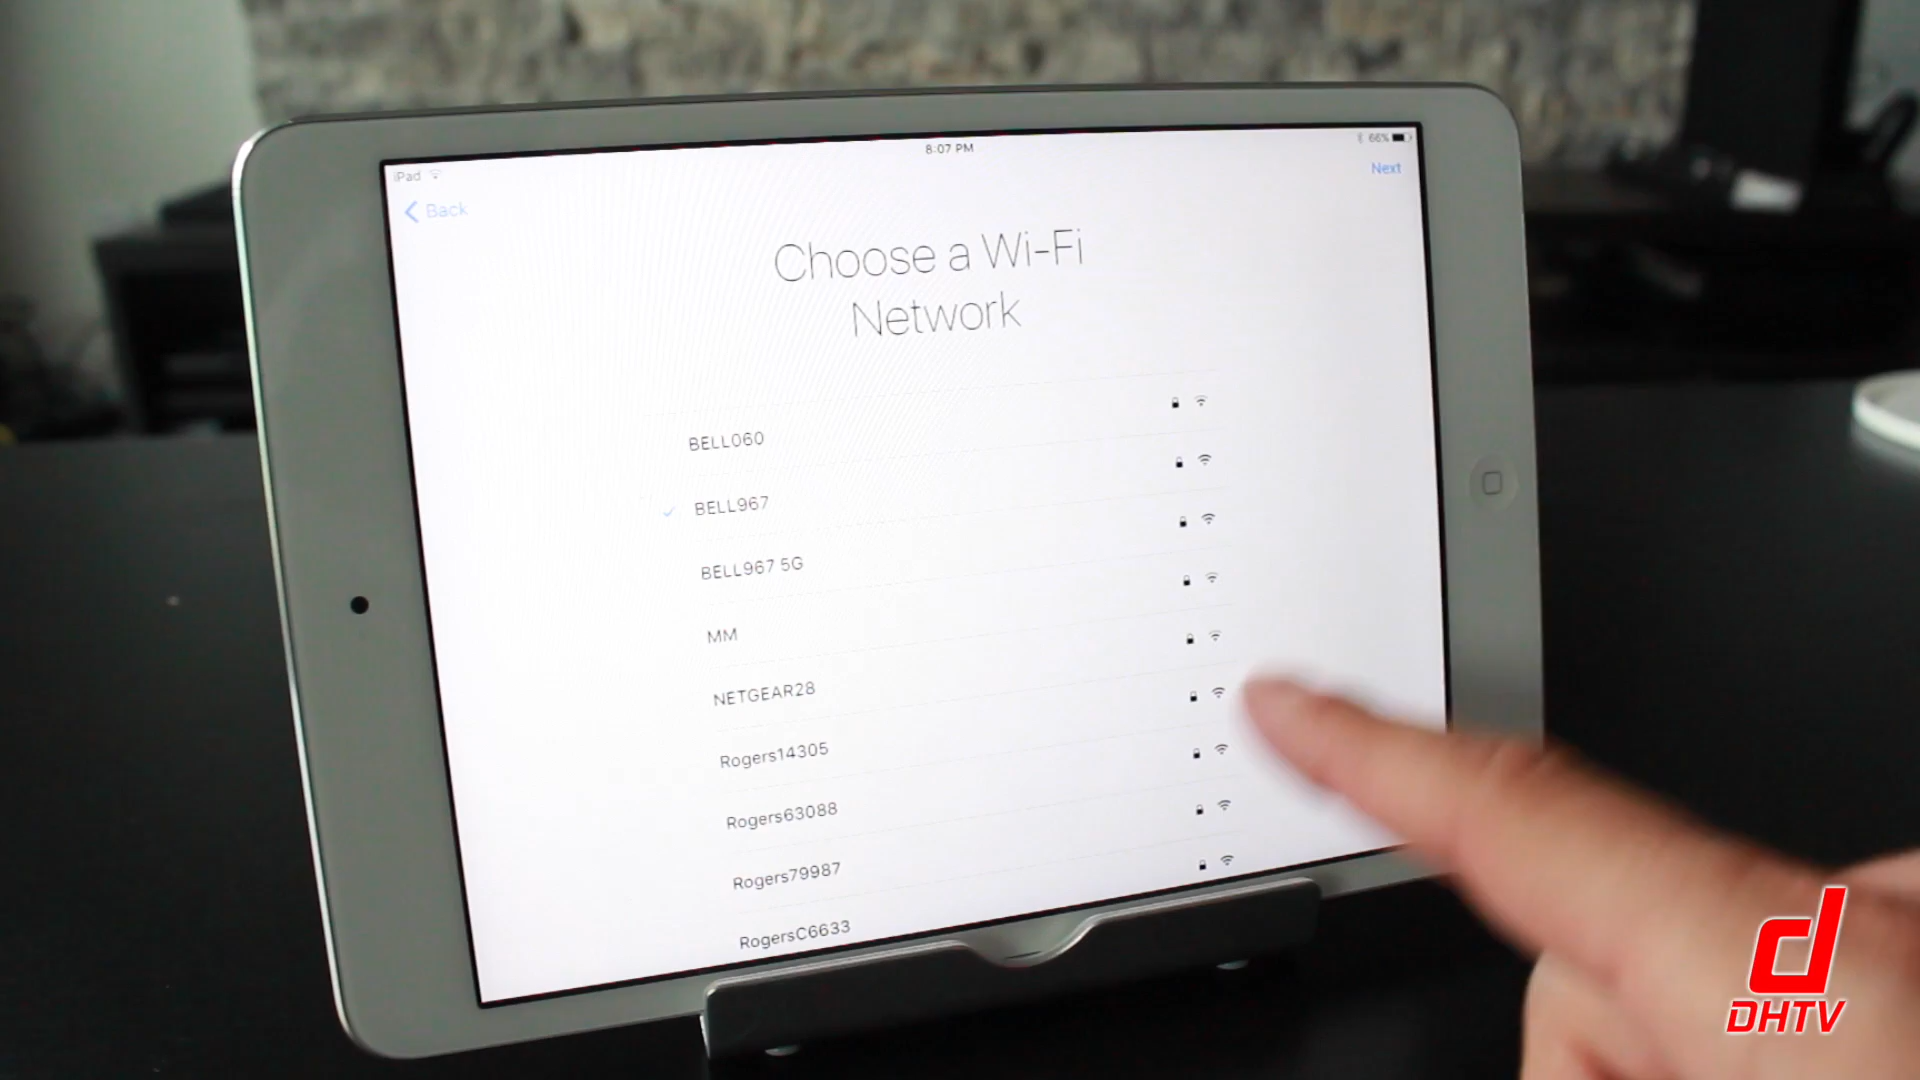 iPad
8:07 PM
66%
Back
Next
Choose a Wi-Fi
Network
BELL060
BELL967
BELL967 5G
MM
NETGEAR28
Rogers14305
Rogers63088
Rogers79987
RogersC6633
d
DHTV